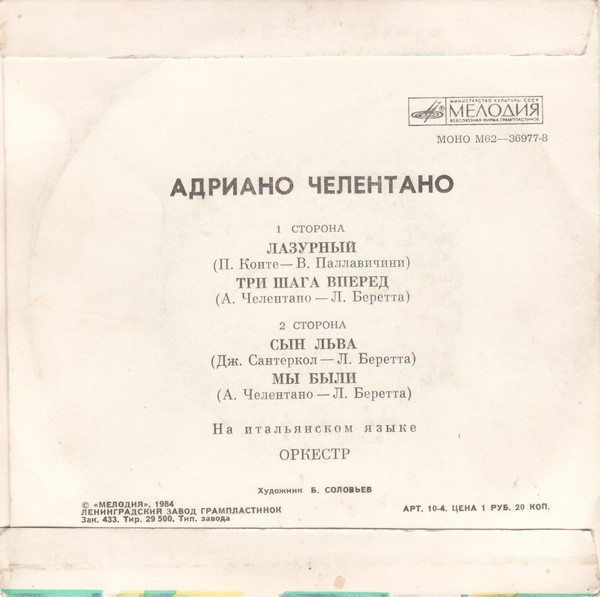 МИНИСТЕРСТВО КУЛЬТУРЫ СССР
МЕЛОДИЯ
ВСЕСОЮЗНАЯ ФИРМА ГРАМПЛАСТИНОК
МОНО М62—36977-8
АДРИАНО ЧЕЛЕНТАНО
1 СТОРОНА
ЛАЗУРНЫЙ
(П. Конте — В. Паллавичини)
ТРИ ШАГА ВПЕРЕД
(А. Челентано — Л. Беретта)
2 СТОРОНА
СЫН ЛЬВА
(Дж. Сантеркол — Л. Беретта)
МЫ БЫЛИ
(А. Челентано — Л. Беретта)
На итальянском языке
ОРКЕСТР
Художник Б. СОЛОВЬЕВ
© «МЕЛОДИЯ», 1984
ЛЕНИНГРАДСКИЙ ЗАВОД ГРАМПЛАСТИНОК
Зак. 433. Тир. 29 500, Тип. завода
АРТ. 10-4. ЦЕНА 1 РУБ. 20 КОП.